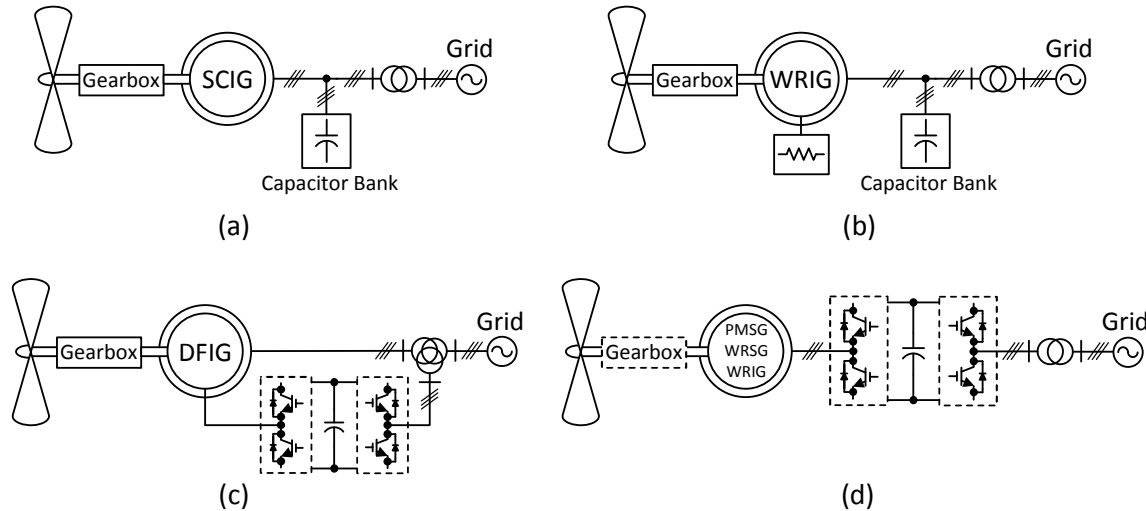 Grid
Gearbox
SCIG
Capacitor Bank
(a)
Grid
Gearbox
WRIG
Capacitor Bank
(b)
Grid
Gearbox
DFIG
(c)
Grid
Gearbox
PMSG
WRSG
WRIG
(d)